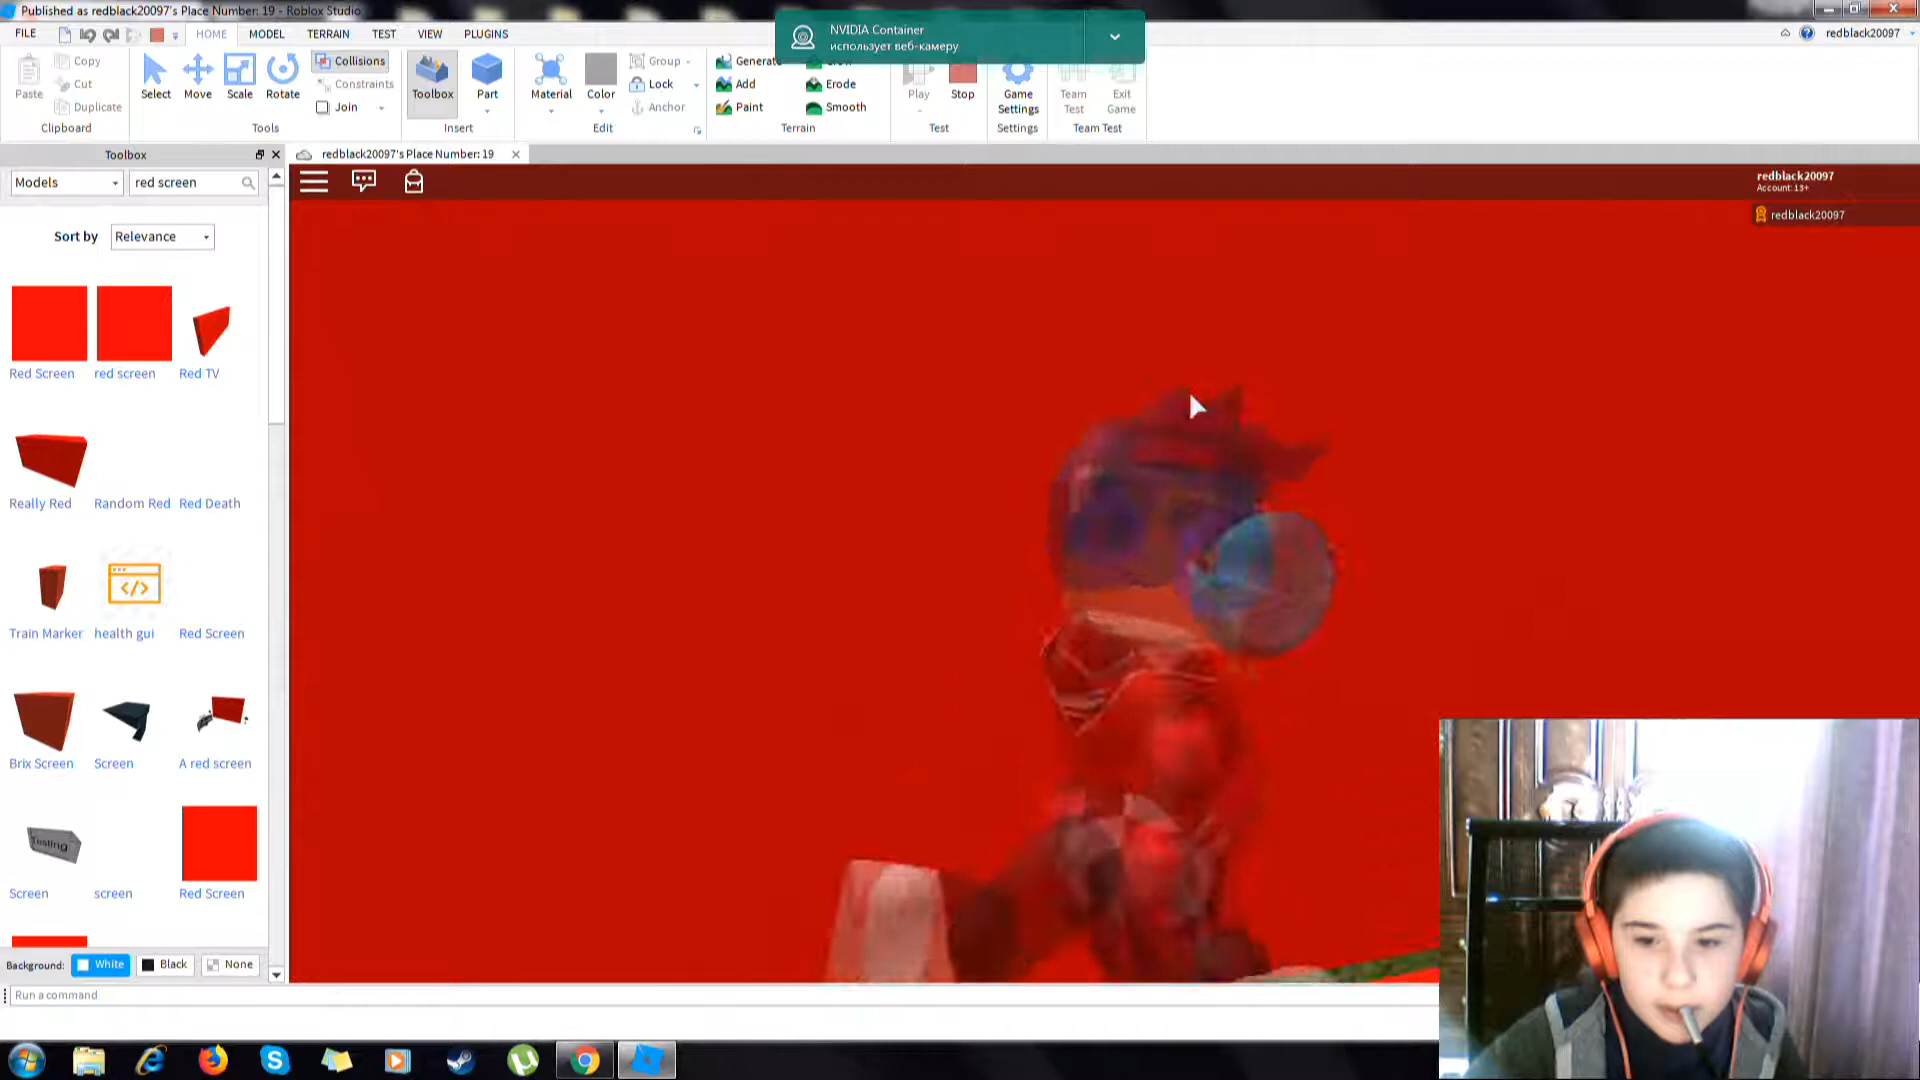 Published as redblack20097's Place Number: 19 - Roblox Studio
FILE HOME MODEL TERRAIN TEST VIEW PLUGINS
NVIDIA Container
использует веб-камеру
redblack20097
Paste
Copy
Cut
Duplicate
Clipboard
Select
Move
Scale
Rotate
Collisions
Constraints
Join
Tools
Toolbox
Part
Insert
Material
Color
Group
Lock
Anchor
Edit
Generate
Add
Erode
Paint
Smooth
Terrain
Play
Stop
Test
Game
Settings
Settings
Team
Test
Exit
Game
Team Test
Toolbox
redblack20097's Place Number: 19
Models
red screen
redblack20097
Account: 13+
redblack20097
Sort by Relevance
Red Screen red screen Red TV
Really Red Random Red Red Death
Train Marker health gui Red Screen
Brix Screen Screen A red screen
Testing
Screen screen Red Screen
Background: White Black None
Run a command